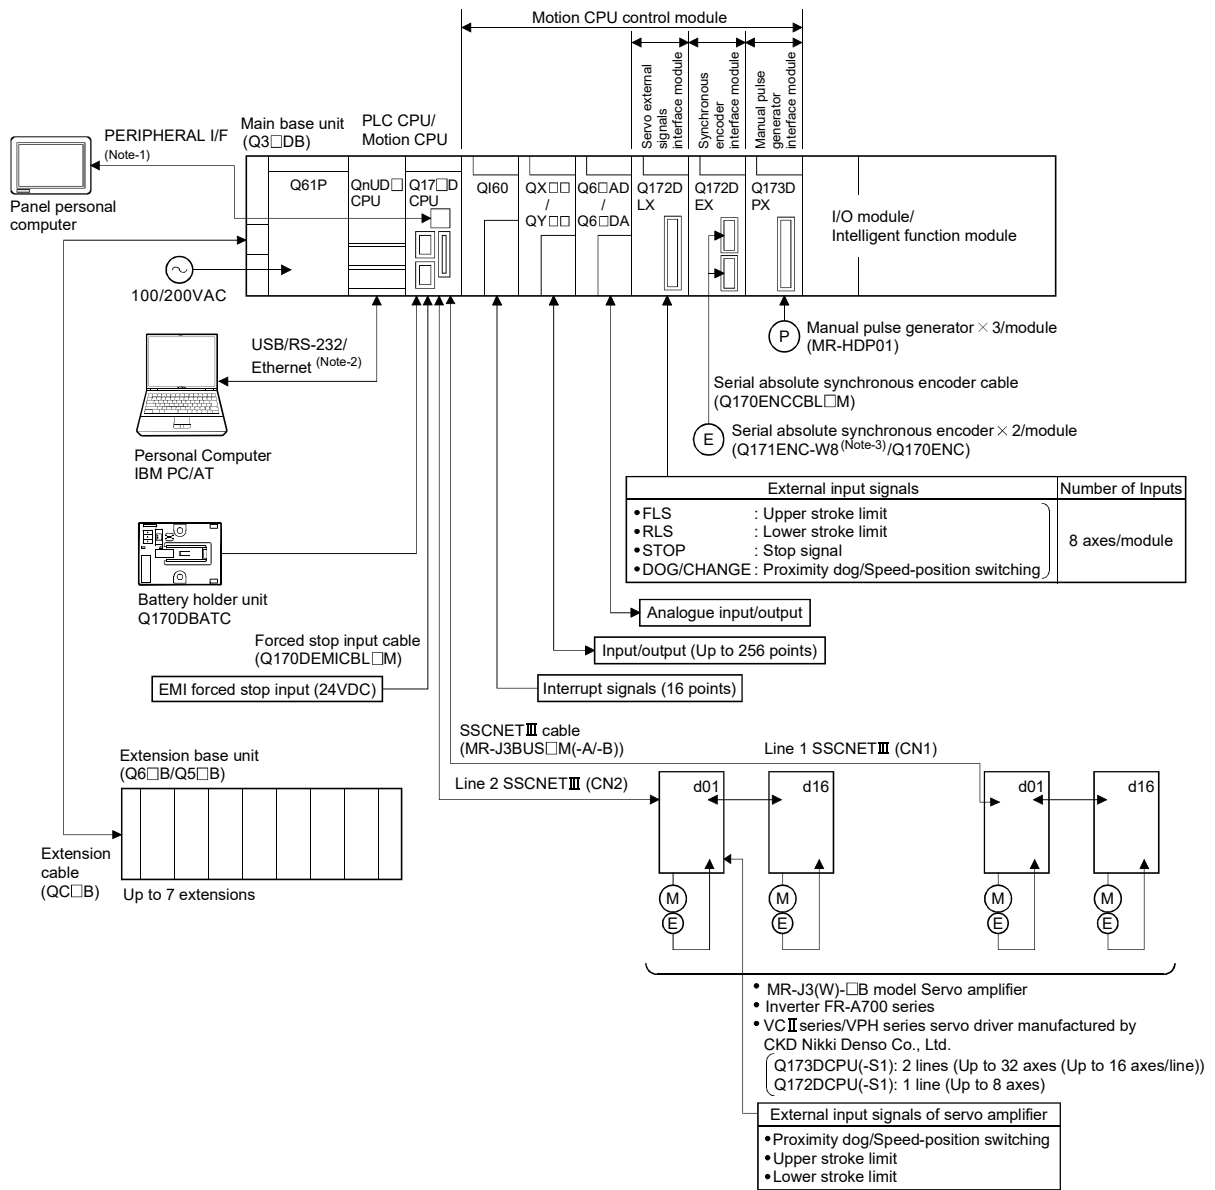 Motion CPU control module
Servo external
signals
interface module
Synchronous
encoder
interface module
Manual pulse
generator
interface module
PERIPHERAL I/F
(Note-1)
Panel personal
computer
Main base unit
(Q3□DB)
PLC CPU/
Motion CPU
Q61P
QnUD□
CPU
Q17□D
CPU
QI60
QX□□
/
QY□□
Q6□AD
/
Q6□DA
Q172D
LX
Q172D
EX
Q173D
PX
I/O module/
Intelligent function module
100/200VAC
USB/RS-232/
Ethernet (Note-2)
Personal Computer
IBM PC/AT
P
Manual pulse generator × 3/module
(MR-HDP01)
Serial absolute synchronous encoder cable
(Q170ENCCBL□M)
E
Serial absolute synchronous encoder × 2/module
(Q171ENC-W8 (Note-3)/Q170ENC)
External input signals
Number of Inputs
•FLS : Upper stroke limit
•RLS : Lower stroke limit
•STOP : Stop signal
•DOG/CHANGE : Proximity dog/Speed-position switching
8 axes/module
Battery holder unit
Q170DBATC
Analogue input/output
Forced stop input cable
(Q170DEMICBL□M)
Input/output (Up to 256 points)
EMI forced stop input (24VDC)
Interrupt signals (16 points)
SSCNETⅢ cable
(MR-J3BUS□M(-A/-B))
Line 1 SSCNETⅢ (CN1)
Line 2 SSCNETⅢ (CN2)
Extension base unit
(Q6□B/Q5□B)
Extension
cable
(QC□B)
Up to 7 extensions
d01
d16
d01
d16
M
M
M
M
E
E
E
E
• MR-J3(W)-□B model Servo amplifier
• Inverter FR-A700 series
• VCⅡseries/VPH series servo driver manufactured by
CKD Nikki Denso Co., Ltd.
Q173DCPU(-S1): 2 lines (Up to 32 axes (Up to 16 axes/line))
Q172DCPU(-S1): 1 line (Up to 8 axes)
External input signals of servo amplifier
•Proximity dog/Speed-position switching
•Upper stroke limit
•Lower stroke limit